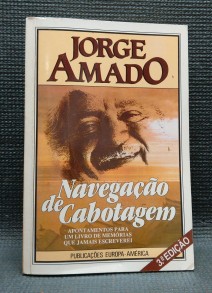 JORGE
AMADO
Navegação
de Cabotagem
APONTAMENTOS PARA
UM LIVRO DE MEMÓRIAS
QUE JAMAIS ESCREVEREI
PUBLICAÇÕES EUROPA-AMÉRICA
3.ª EDIÇÃO